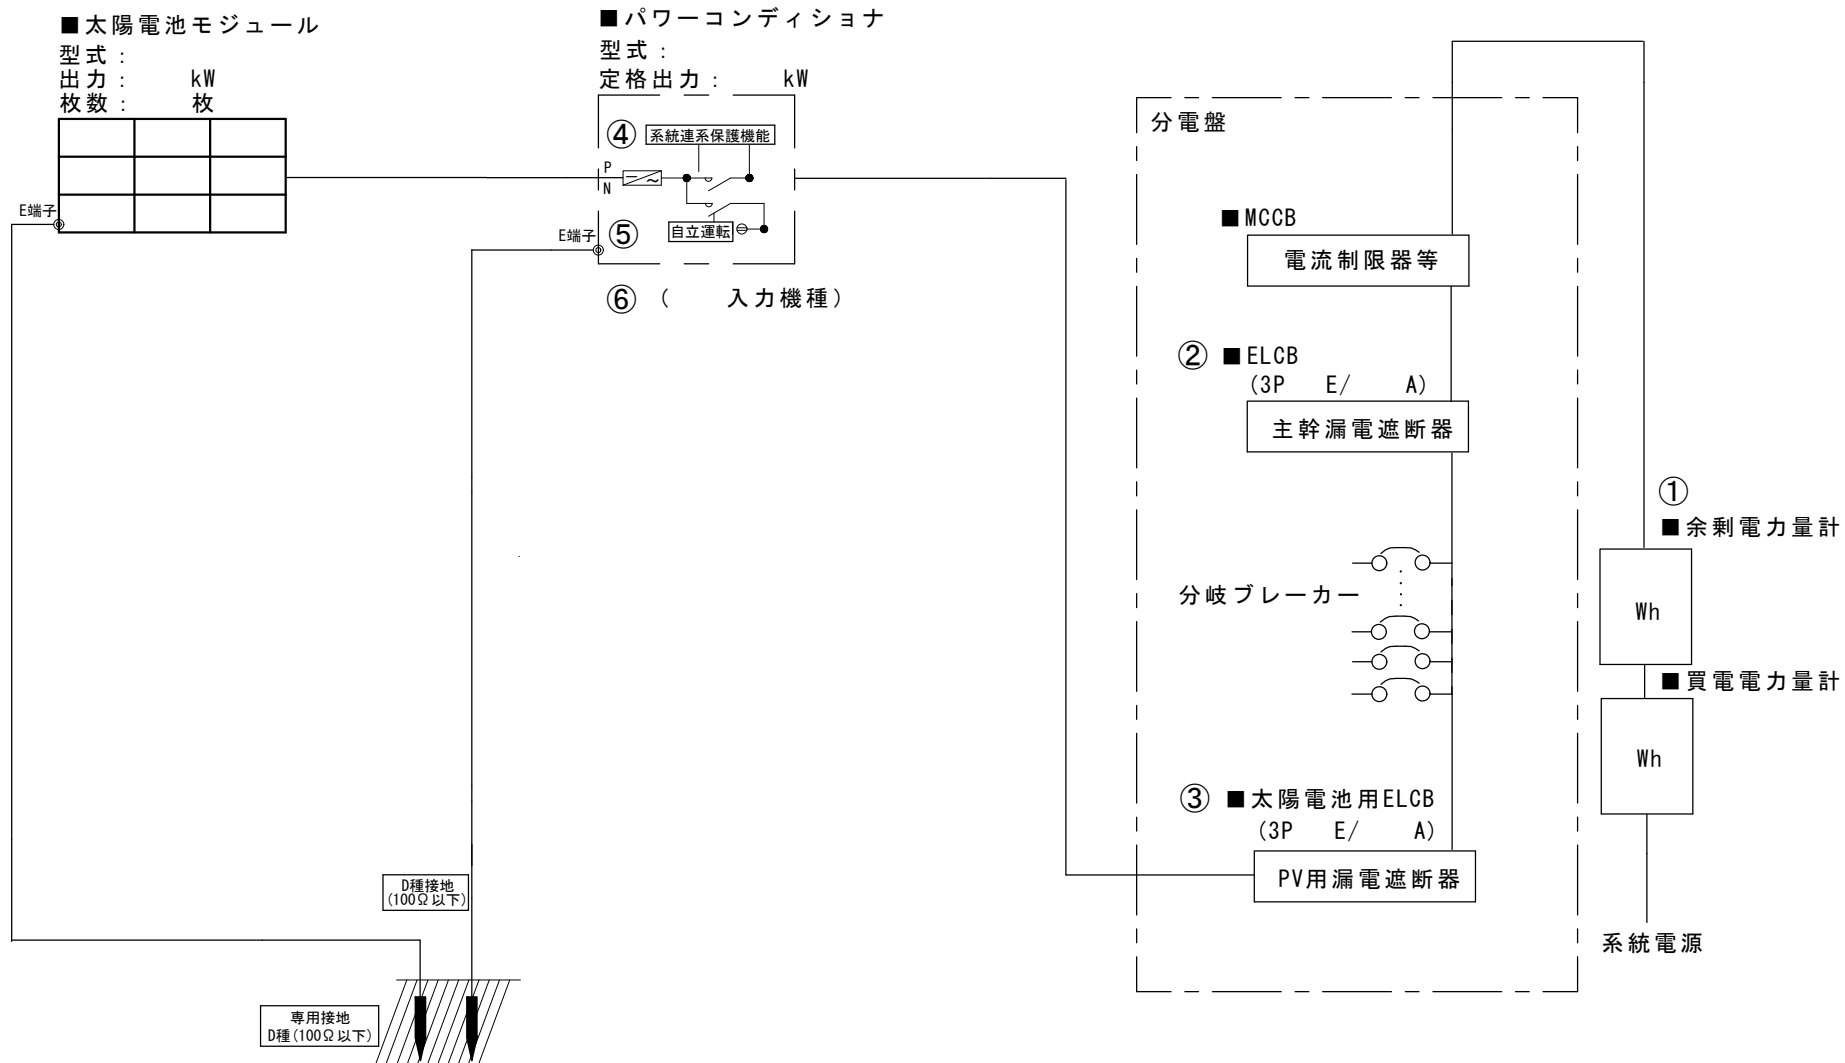 ■太陽電池モジュール
型式：
出力：　　kW
枚数：　　枚
E端子
■パワーコンディショナ
型式：
定格出力：　　kW
④ 系統連系保護機能
P
N
自立運転
E端子 ⑤
⑥ （　　入力機種）
D種接地
(100Ω以下)
専用接地
D種(100Ω以下)
分電盤
■MCCB
電流制限器等
② ■ELCB
(3P　E/　A)
主幹漏電遮断器
分岐ブレーカー
③ ■太陽電池用ELCB
(3P　E/　A)
PV用漏電遮断器
①
■余剰電力量計
Wh
■買電電力量計
Wh
系統電源